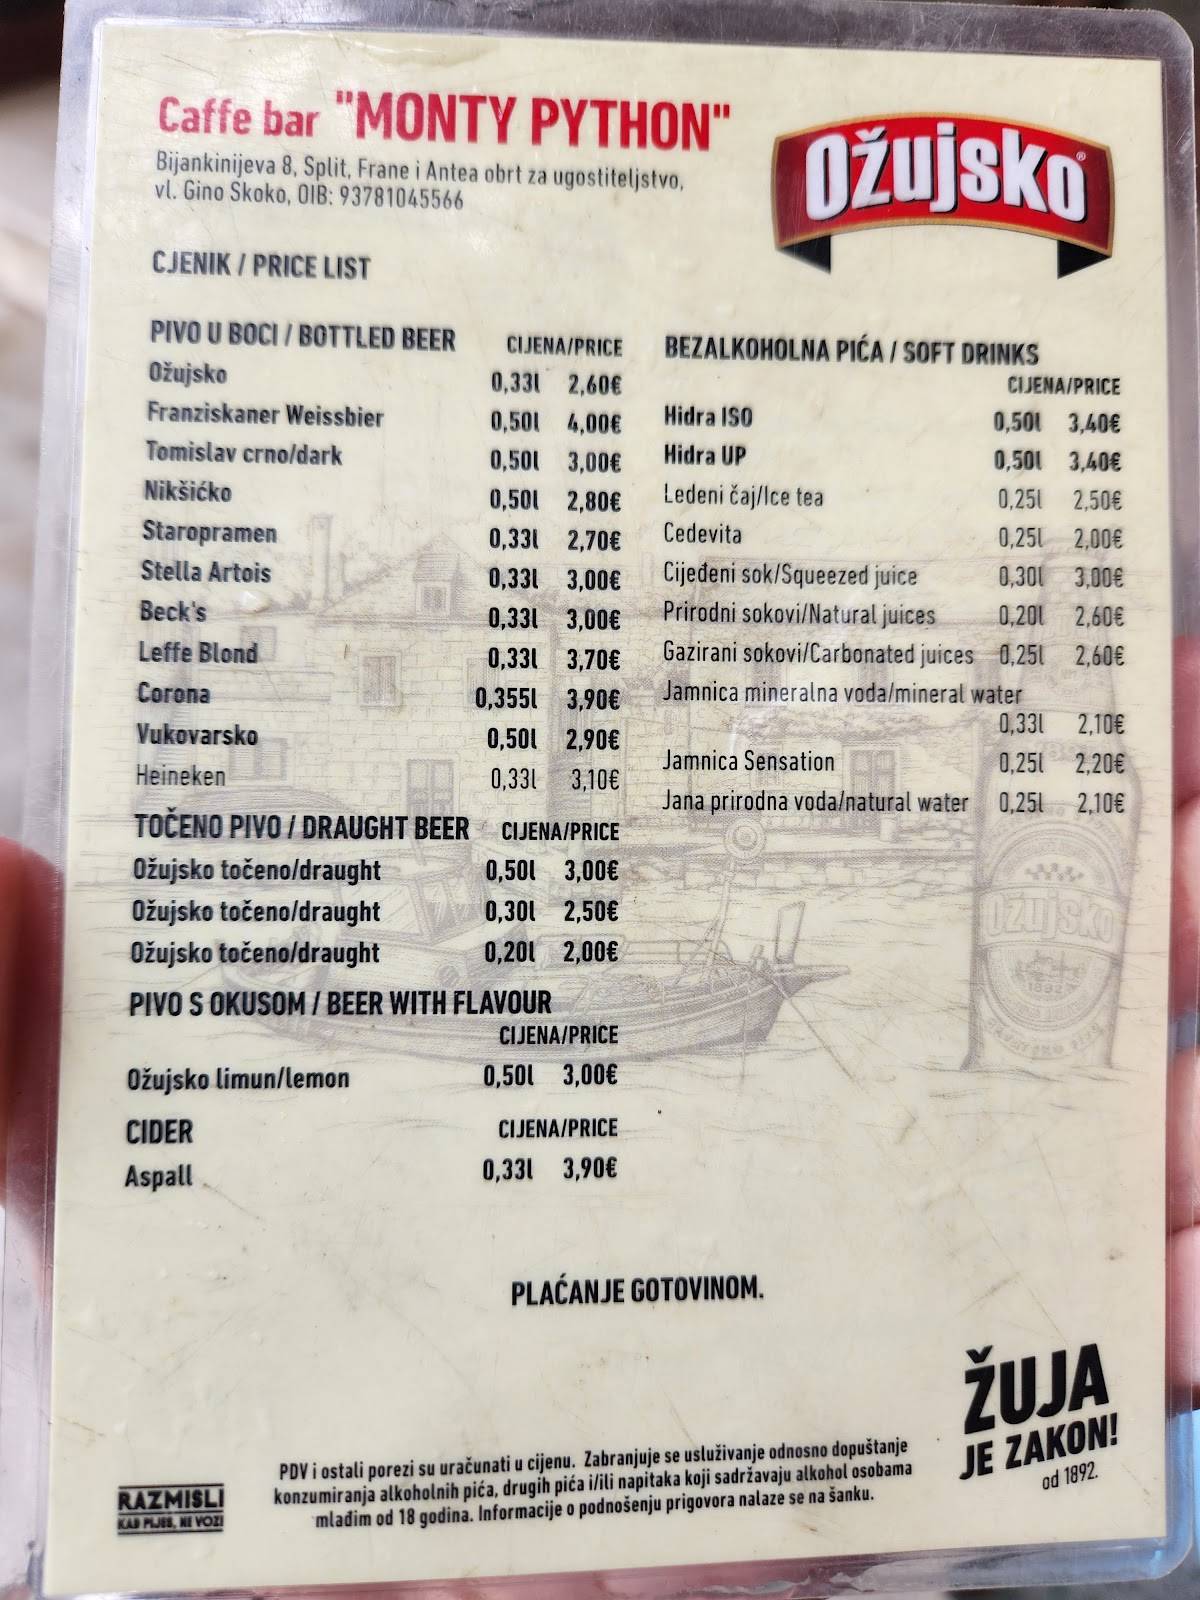 Caffe bar "MONTY PYTHON"
Bijankinijeva 8, Split, Frane i Antea obrt za ugostiteljstvo,
vl. Gino Skoko, OIB: 93781045566
Ožujsko®
CJENIK / PRICE LIST
PIVO U BOCI / BOTTLED BEER CIJENA/PRICE
Ožujsko 0,33l 2,60€
Franziskaner Weissbier 0,50l 4,00€
Tomislav crno/dark 0,50l 3,00€
Nikšićko 0,50l 2,80€
Staropramen 0,33l 2,70€
Stella Artois 0,33l 3,00€
Beck's 0,33l 3,00€
Leffe Blond 0,33l 3,70€
Corona 0,355l 3,90€
Vukovarsko 0,50l 2,90€
Heineken 0,33l 3,10€
TOČENO PIVO / DRAUGHT BEER CIJENA/PRICE
Ožujsko točeno/draught 0,50l 3,00€
Ožujsko točeno/draught 0,30l 2,50€
Ožujsko točeno/draught 0,20l 2,00€
PIVO S OKUSOM / BEER WITH FLAVOUR
CIJENA/PRICE
Ožujsko limun/lemon 0,50l 3,00€
CIDER CIJENA/PRICE
Aspall 0,33l 3,90€
BEZALKOHOLNA PIĆA / SOFT DRINKS
CIJENA/PRICE
Hidra ISO 0,50l 3,40€
Hidra UP 0,50l 3,40€
Ledeni čaj/Ice tea 0,25l 2,50€
Cedevita 0,25l 2,00€
Cijeđeni sok/Squeezed juice 0,30l 3,00€
Prirodni sokovi/Natural juices 0,20l 2,60€
Gazirani sokovi/Carbonated juices 0,25l 2,60€
Jamnica mineralna voda/mineral water
0,33l 2,10€
Jamnica Sensation 0,25l 2,20€
Jana prirodna voda/natural water 0,25l 2,10€
Ožujsko
1892
PLAĆANJE GOTOVINOM.
ŽUJA
JE ZAKON!
od 1892.
RAZMISLI
KAD PIJEŠ, NE VOZI
PDV i ostali porezi su uračunati u cijenu. Zabranjuje se usluživanje odnosno dopuštanje
konzumiranja alkoholnih pića, drugih pića i/ili napitaka koji sadržavaju alkohol osobama
mlađim od 18 godina. Informacije o podnošenju prigovora nalaze se na šanku.